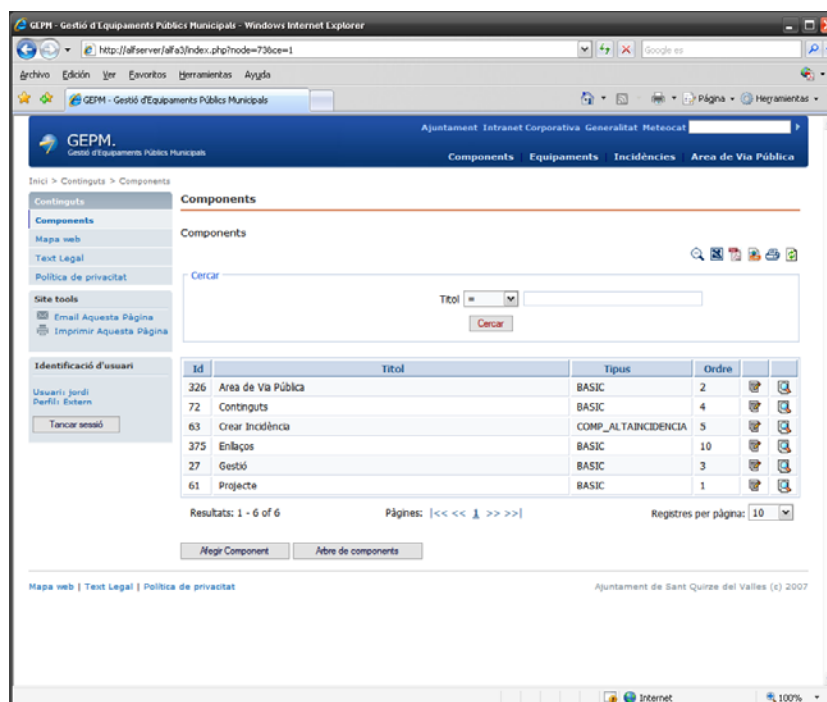 GEPM - Gestió d'Equipaments Públics Municipals - Windows Internet Explorer
http://alfserver/alfa3/index.php?node=73&ce=1
Google es
Archivo Edición Ver Favoritos Herramientas Ayuda
GEPM - Gestió d'Equipaments Públics Municipals
Página
Herramientas
Ajuntament Intranet Corporativa Generalitat Meteocat
GEPM.
Gestió d'Equipaments Públics Municipals
Components Equipaments Incidències Area de Via Pública
Inici > Continguts > Components
Continguts
Components
Mapa web
Text Legal
Política de privacitat
Site tools
Email Aquesta Pàgina
Imprimir Aquesta Pàgina
Identificació d'usuari
Usuari: jordi
Perfil: Extern
Tancar sessió
Components
Components
Cercar
Titol =
Cercar
Id Titol Tipus Ordre
326 Area de Via Pública BASIC 2
72 Continguts BASIC 4
63 Crear Incidència COMP_ALTAINCIDENCIA 5
375 Enllaços BASIC 10
27 Gestió BASIC 3
61 Projecte BASIC 1
Resultats: 1 - 6 of 6 Pàgines: |<< << 1 >> >>| Registres per pàgina: 10
Afegir Component Arbre de components
Mapa web | Text Legal | Política de privacitat
Ajuntament de Sant Quirze del Valles (c) 2007
Internet
100%